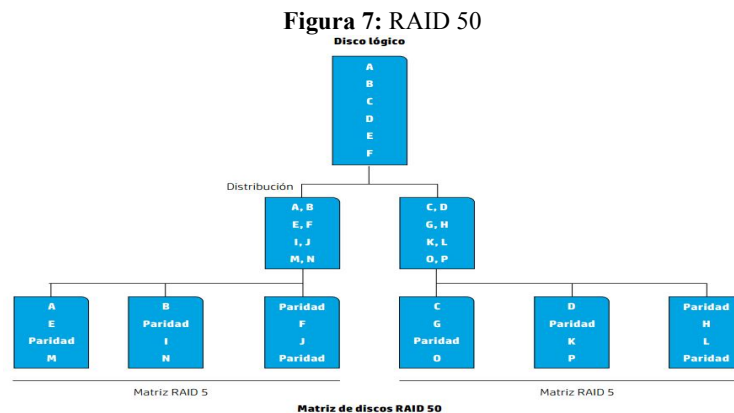 Figura 7: RAID 50
Disco lógico
A
B
C
D
E
F
Distribución
A, B
E, F
I, J
M, N
C, D
G, H
K, L
O, P
A
E
Paridad
M
B
Paridad
I
N
Paridad
F
J
Paridad
C
G
Paridad
O
D
Paridad
K
P
Paridad
H
L
Paridad
Matriz RAID 5
Matriz RAID 5
Matriz de discos RAID 50